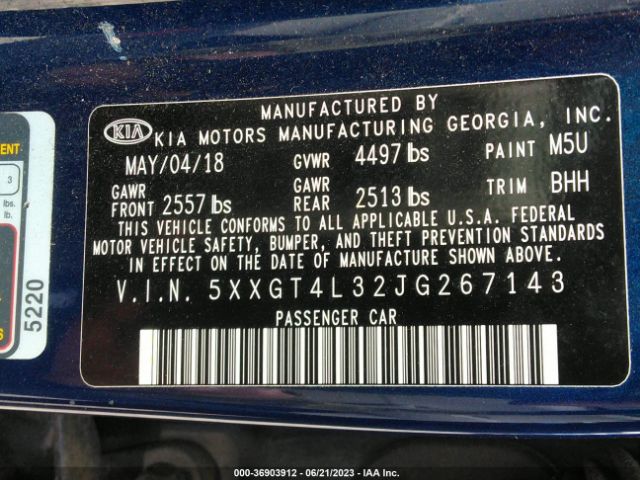 MANUFACTURED BY
KIA KIA MOTORS MANUFACTURING GEORGIA, INC.
MAY/04/18 GVWR 4497 lbs PAINT M5U
GAWR FRONT 2557 lbs GAWR REAR 2513 lbs TRIM BHH
THIS VEHICLE CONFORMS TO ALL APPLICABLE U.S.A. FEDERAL
MOTOR VEHICLE SAFETY, BUMPER, AND THEFT PREVENTION STANDARDS
IN EFFECT ON THE DATE OF MANUFACTURE SHOWN ABOVE.
V.I.N. 5XXGT4L32JG267143
PASSENGER CAR
3
lbs.
lb.
5220
000-36903912 - 06/21/2023 - IAA Inc.